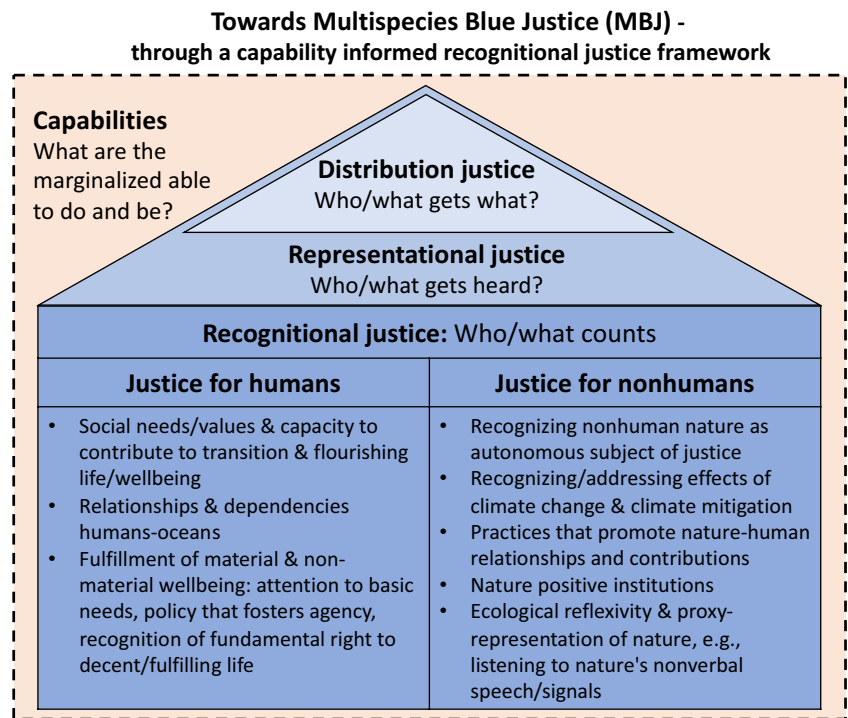 Towards Multispecies Blue Justice (MBJ) -
through a capability informed recognitional justice framework
Capabilities
What are the
marginalized able
to do and be?
Distribution justice
Who/what gets what?
Representational justice
Who/what gets heard?
Recognitional justice: Who/what counts
Justice for humans
• Social needs/values & capacity to
contribute to transition & flourishing
life/wellbeing
• Relationships & dependencies
humans-oceans
• Fulfillment of material & non-
material wellbeing: attention to basic
needs, policy that fosters agency,
recognition of fundamental right to
decent/fulfilling life
Justice for nonhumans
• Recognizing nonhuman nature as
autonomous subject of justice
• Recognizing/addressing effects of
climate change & climate mitigation
• Practices that promote nature-human
relationships and contributions
• Nature positive institutions
• Ecological reflexivity & proxy-
representation of nature, e.g.,
listening to nature's nonverbal
speech/signals